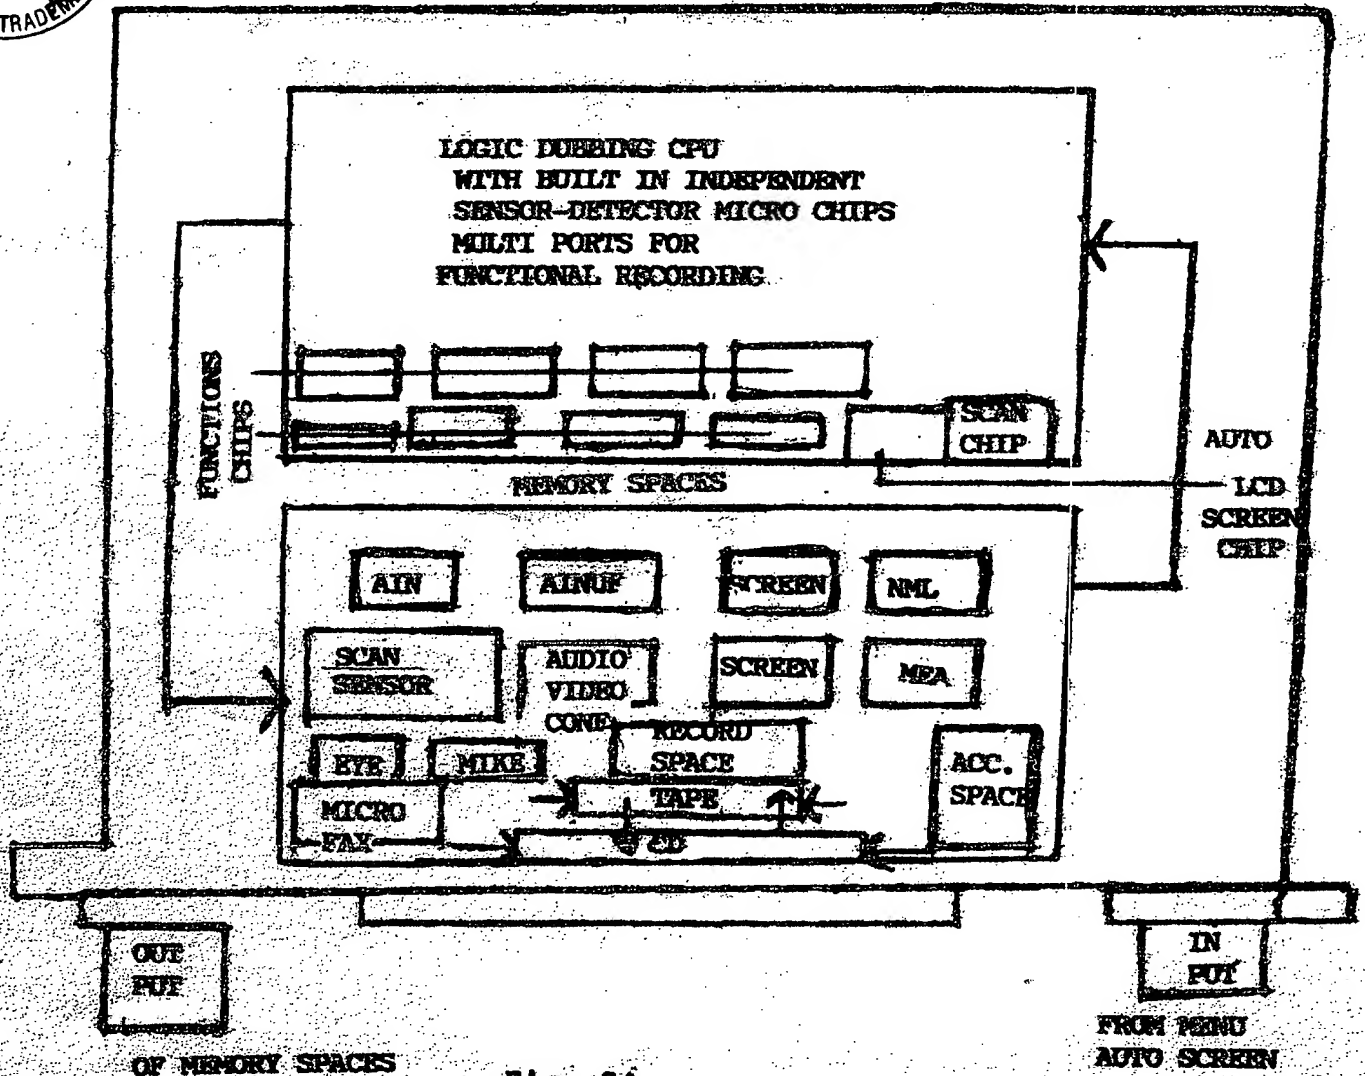 LOGIC DUBBING CPU
WITH BUILT IN INDEPENDENT
SENSOR-DETECTOR MICRO CHIPS
MULTI PORTS FOR
FUNCTIONAL RECORDING
FUNCTIONS
CHIPS
SCAN
CHIP
AUTO
LCD
SCREEN
CHIP
MEMORY SPACES
AIN
AINUF
SCREEN
NML
SCAN
SENSOR
AUDIO
VIDEO
CONF
SCREEN
MEA
EYE
MIKE
RECORD
SPACE
TAPE
CD
ACC.
SPACE
MICRO
FAX
OUT
PUT
OF MEMORY SPACES
IN
PUT
FROM MENU
AUTO SCREEN